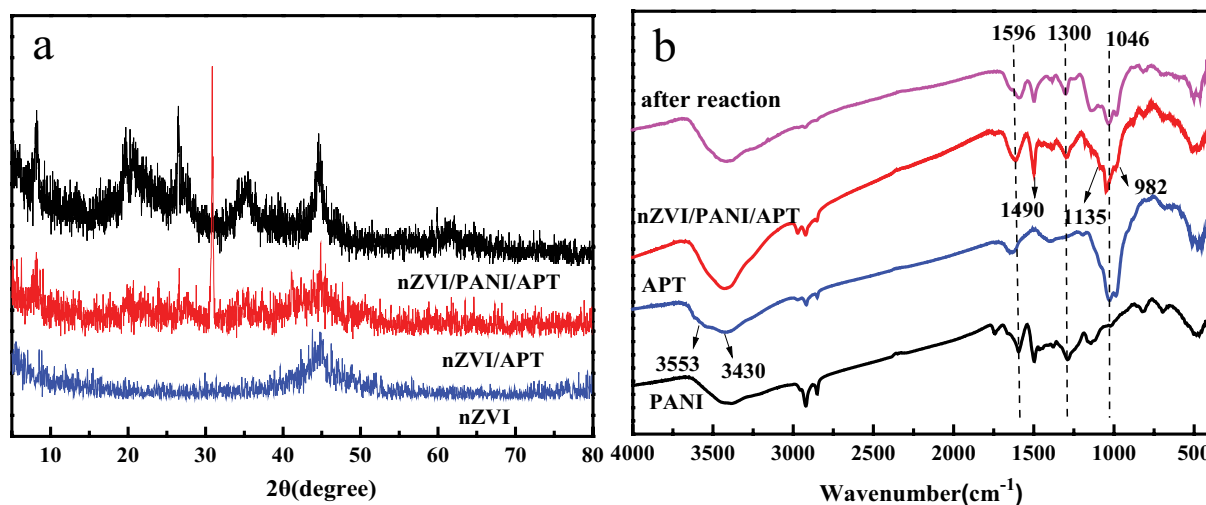 a
nZVI/PANI/APT
nZVI/APT
nZVI
10 20 30 40 50 60 70 80
2θ(degree)
b
1596 1300 1046
after reaction
nZVI/PANI/APT
1490 1135 982
APT
3553 3430
PANI
4000 3500 3000 2500 2000 1500 1000 500
Wavenumber(cm⁻¹)